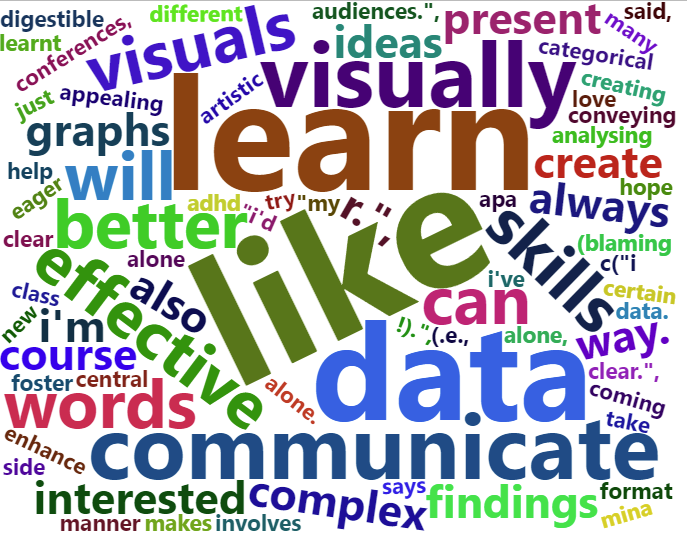 digestible
different
audiences.",
present
many
said,
learnt
conferences,
visuals
ideas
visually
categorical
just
appealing
artistic
learn
creating
love
conveying
graphs
analysing
help
will
create
hope
eager
adhd
"i'd
try
"my
r.
",
apa
always
clear
better
like
skills
(blaming
alone
c("i
effective
also
i've
class
can
certain
data.
new
i'm
!).",
(.e.,
alone,
way.
course
data
clear.",
foster
central
alone.
coming
words
take
enhance
communicate
side
interested
complex
says
findings
format
manner
makes
involves
mina